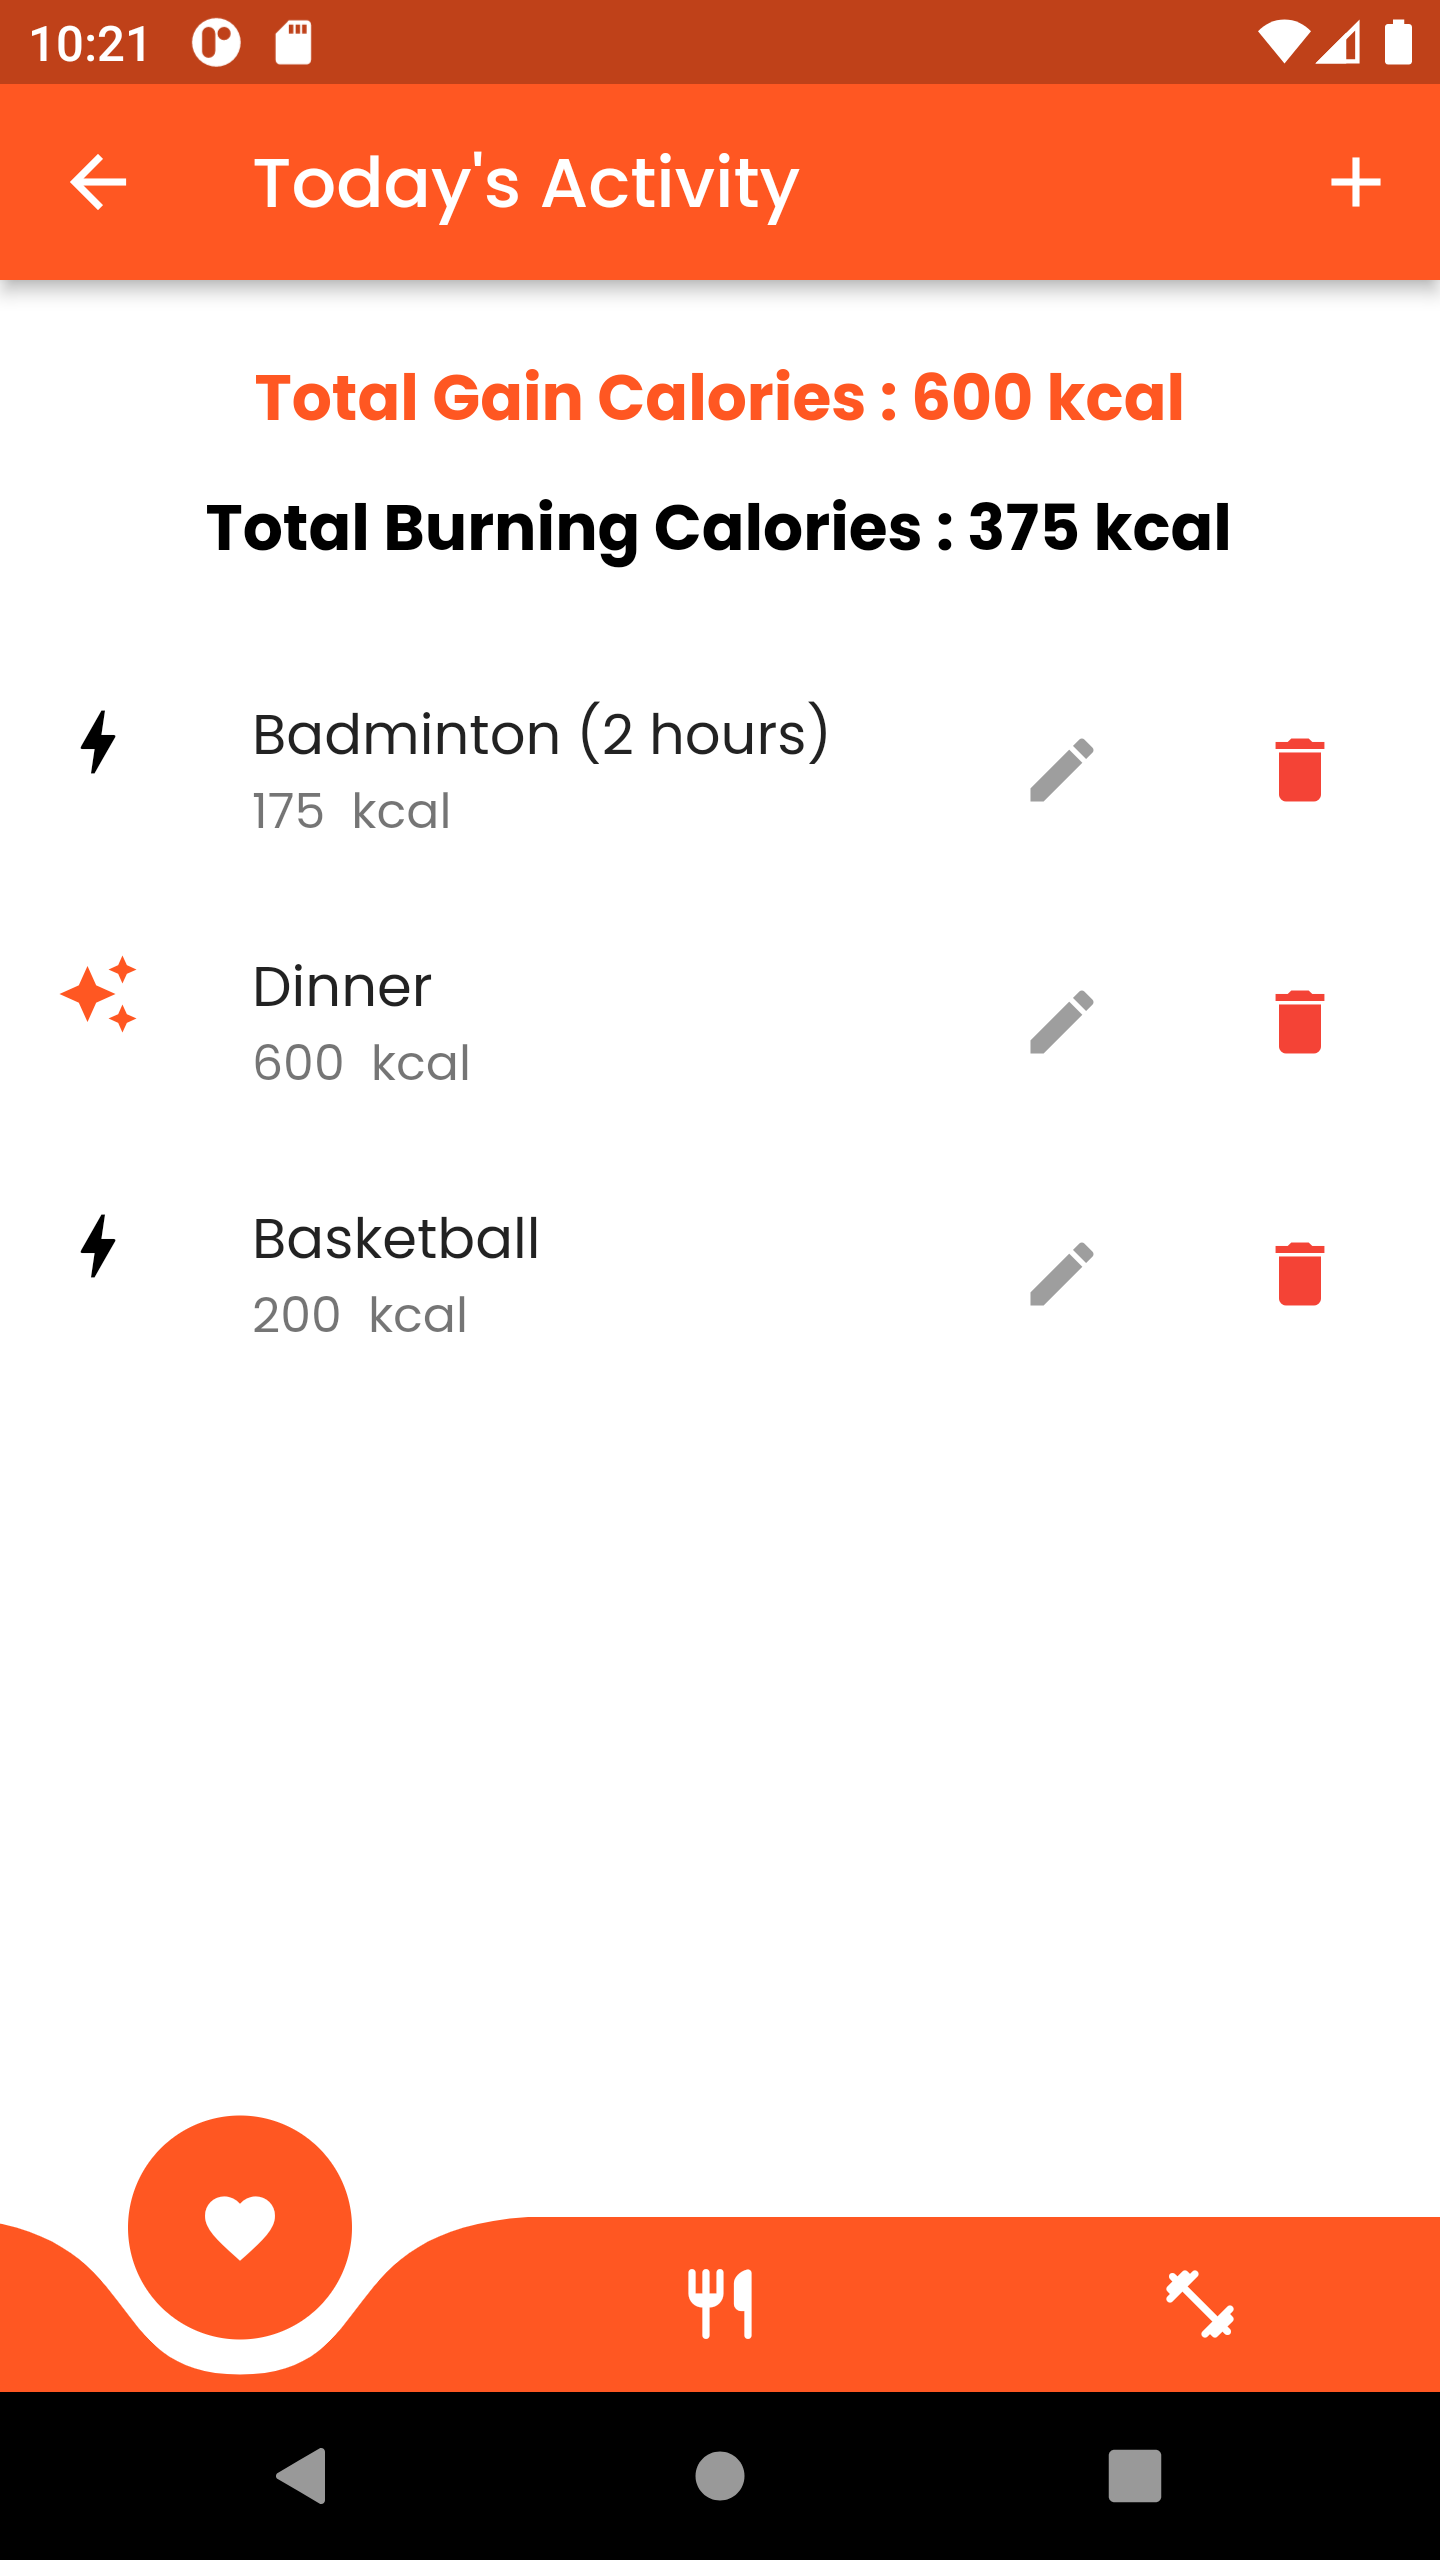 10:21
Today's Activity
Total Gain Calories : 600 kcal
Total Burning Calories : 375 kcal
Badminton (2 hours)
175 kcal
Dinner
600 kcal
Basketball
200 kcal